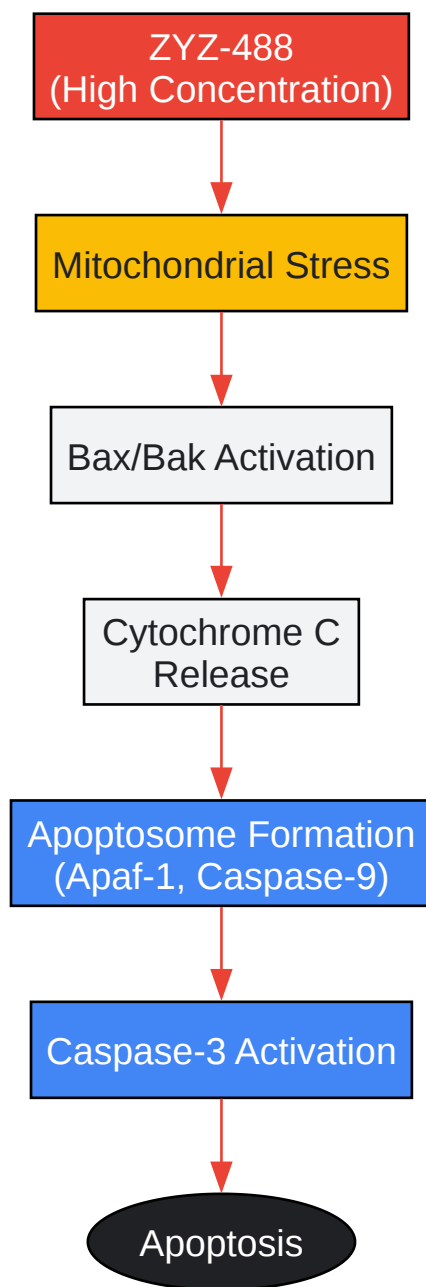 ZYZ-488
(High Concentration)
Mitochondrial Stress
Bax/Bak Activation
Cytochrome C
Release
Apoptosome Formation
(Apaf-1, Caspase-9)
Caspase-3 Activation
Apoptosis